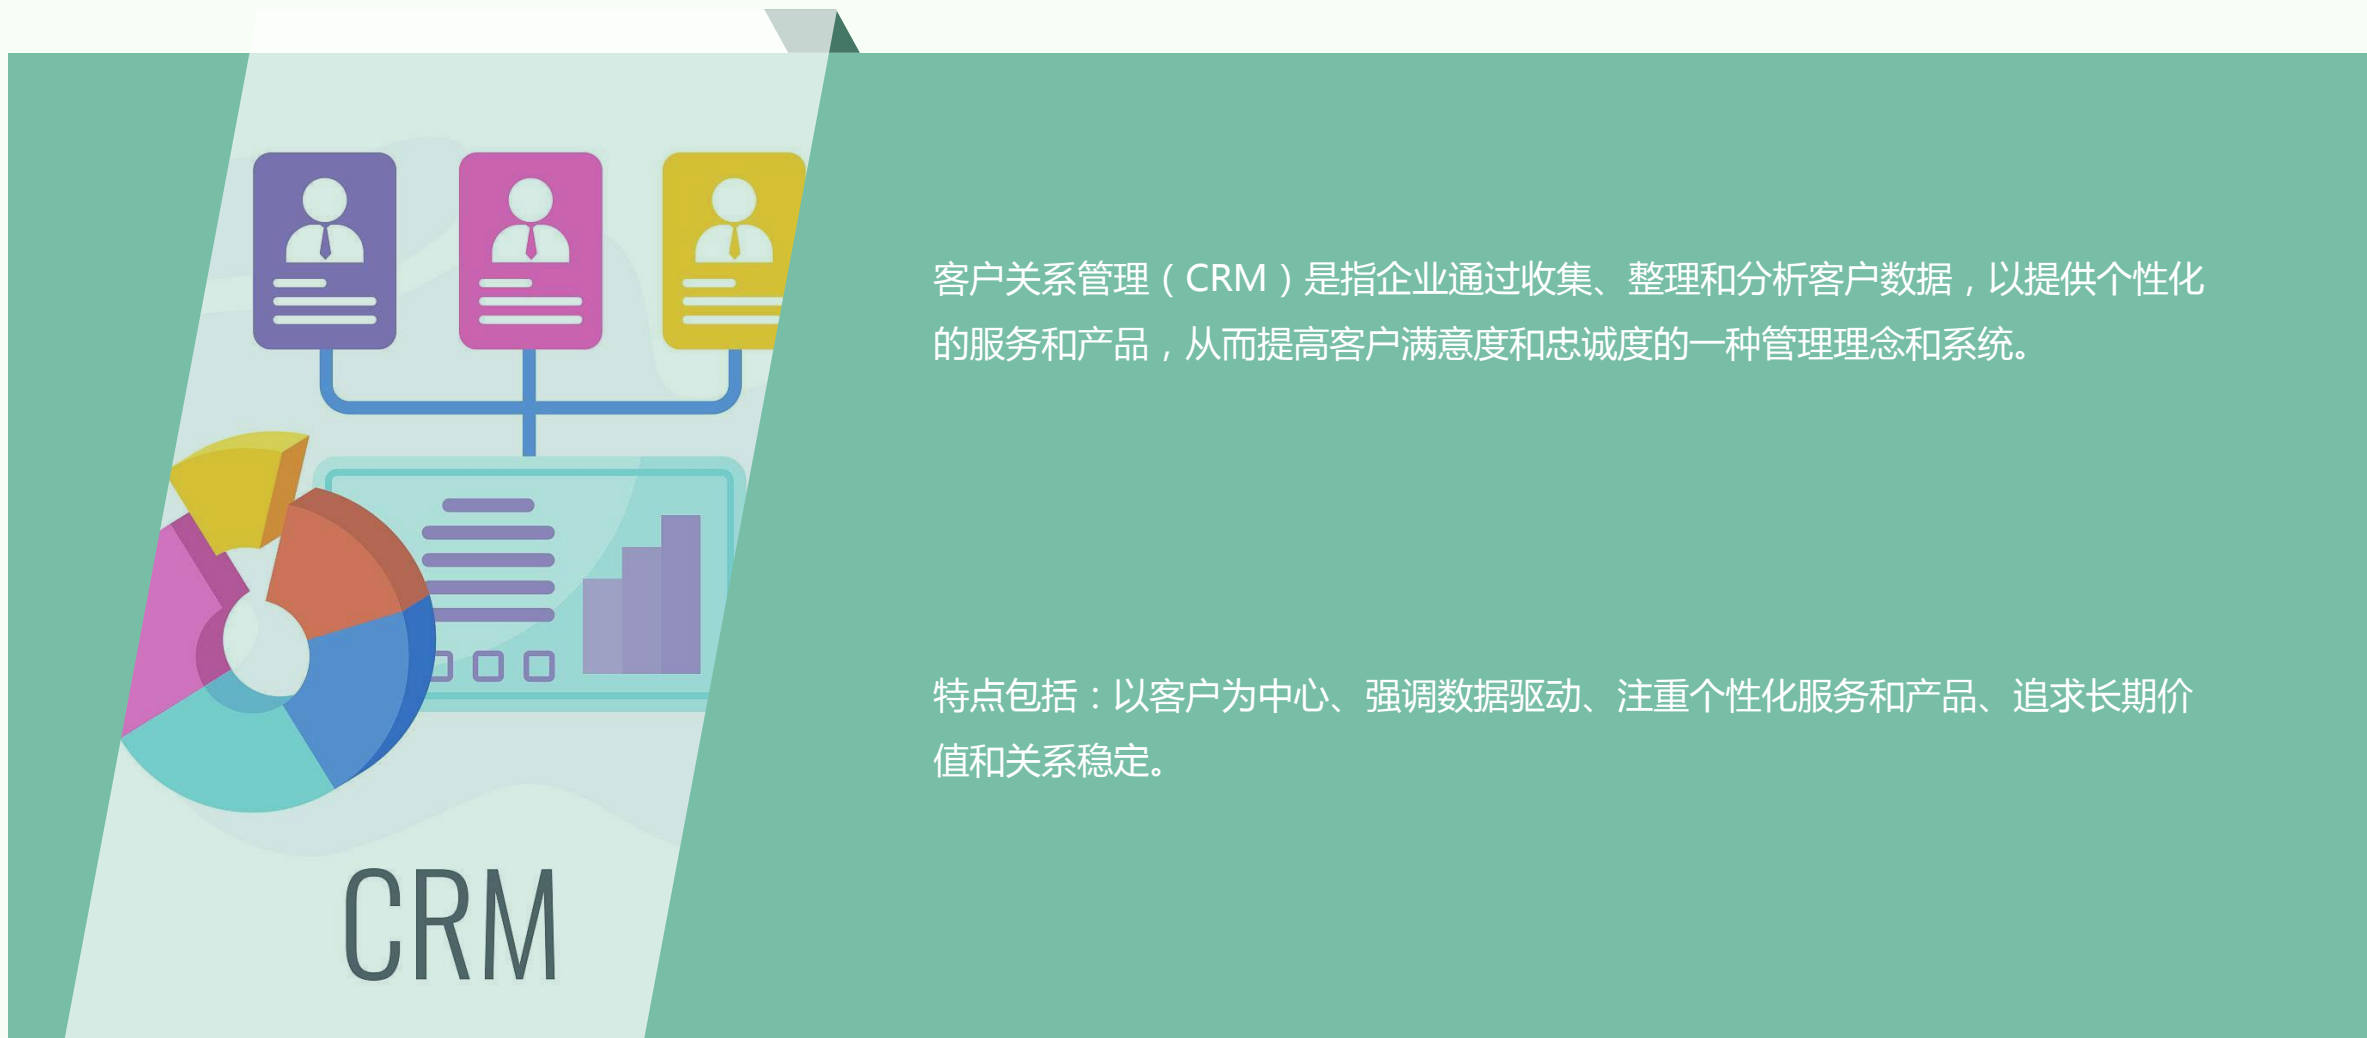 客户关系管理（CRM）是指企业通过收集、整理和分析客户数据，以提供个性化
的服务和产品，从而提高客户满意度和忠诚度的一种管理理念和系统。
特点包括：以客户为中心、强调数据驱动、注重个性化服务和产品、追求长期价
值和关系稳定。
CRM